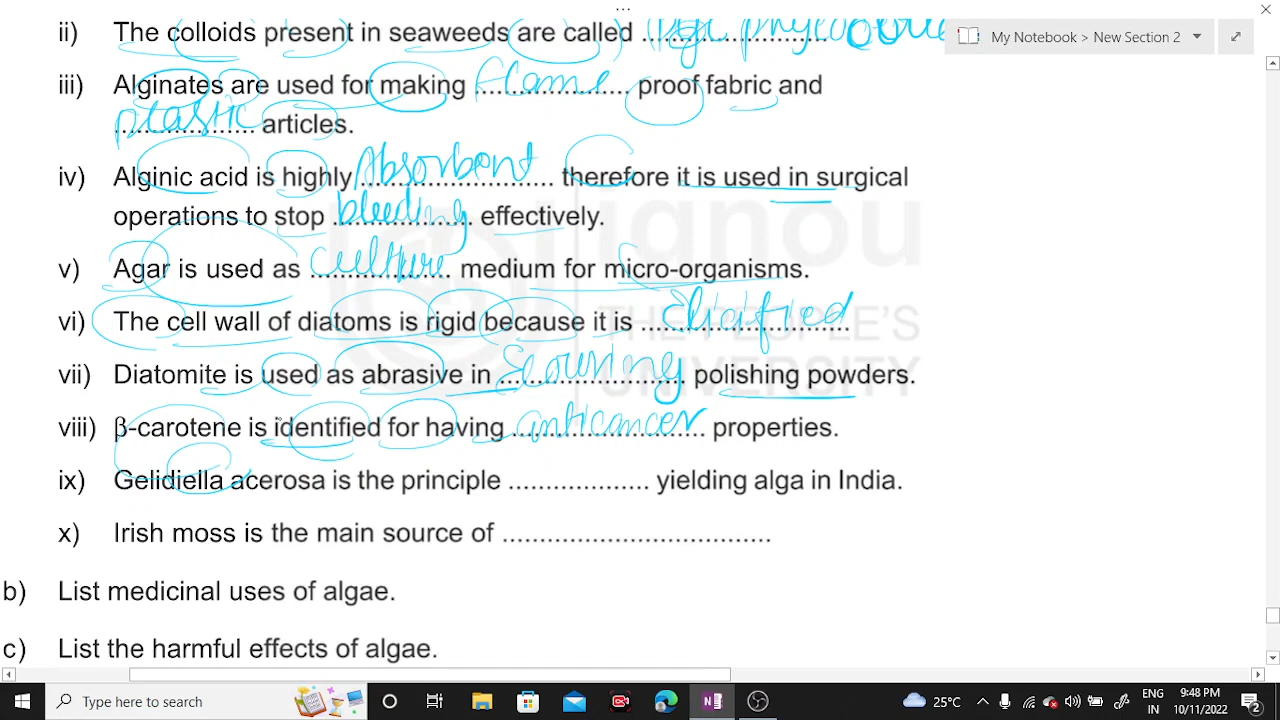 ...
My Notebook > New Section 2
ii) The colloids present in seaweeds are called ..........................
iii) Alginates are used for making flame proof fabric and
plastic articles.
iv) Alginic acid is highly Absorbent therefore it is used in surgical
operations to stop bleeding effectively.
v) Agar is used as culture medium for micro-organisms.
vi) The cell wall of diatoms is rigid because it is
vii) Diatomite is used as abrasive in Scouring polishing powders.
viii) β-carotene is identified for having anticancer properties.
ix) Gelidiella acerosa is the principle ................... yielding alga in India.
x) Irish moss is the main source of ....................................
b) List medicinal uses of algae.
c) List the harmful effects of algae.
ignou
THE PEOPLE'S
UNIVERSITY
Type here to search
25°C
ENG
IN
9:48 PM
10/11/2022
2